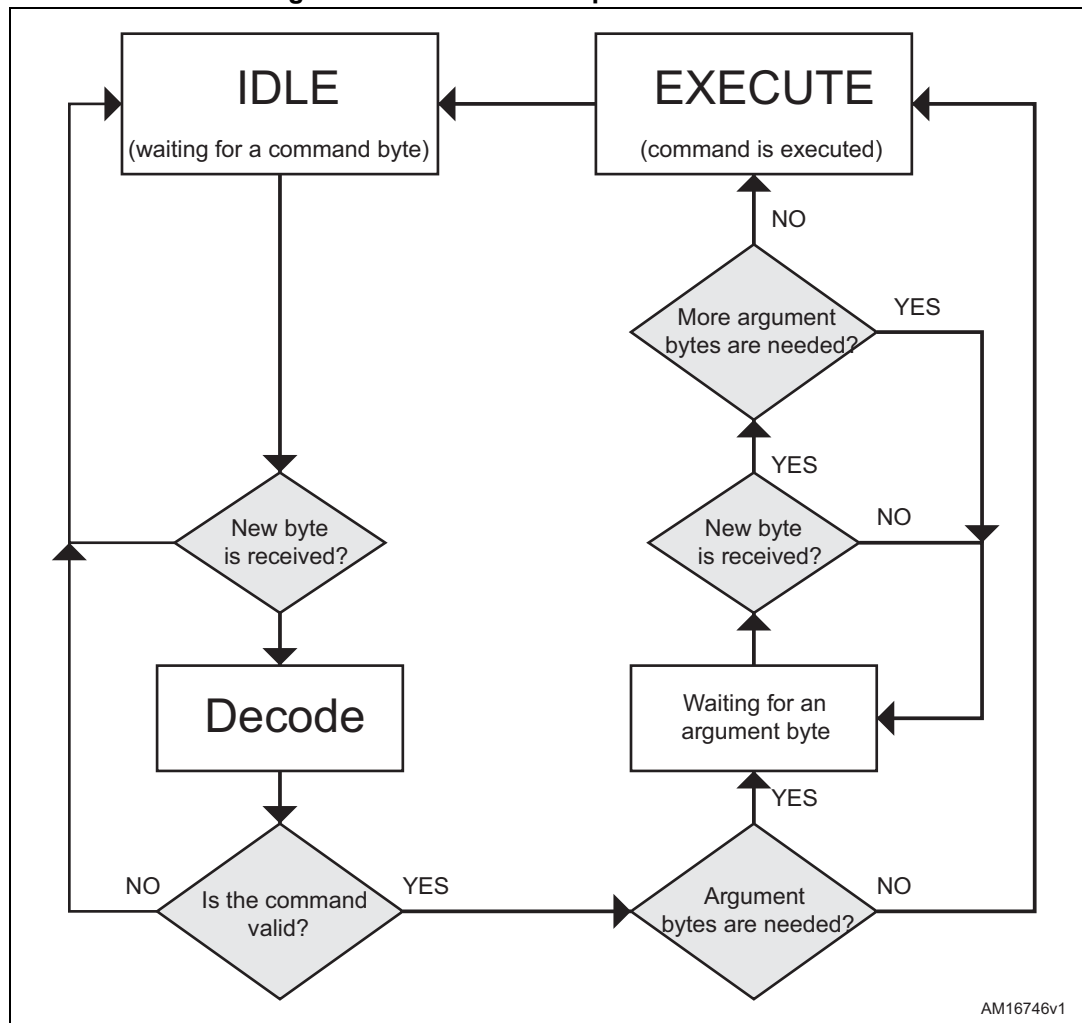 IDLE
(waiting for a command byte)
EXECUTE
(command is executed)
NO
More argument
bytes are needed?
YES
YES
New byte
is received?
New byte
is received?
NO
Decode
Waiting for an
argument byte
YES
NO
Is the command
valid?
YES
Argument
bytes are needed?
NO
AM16746v1